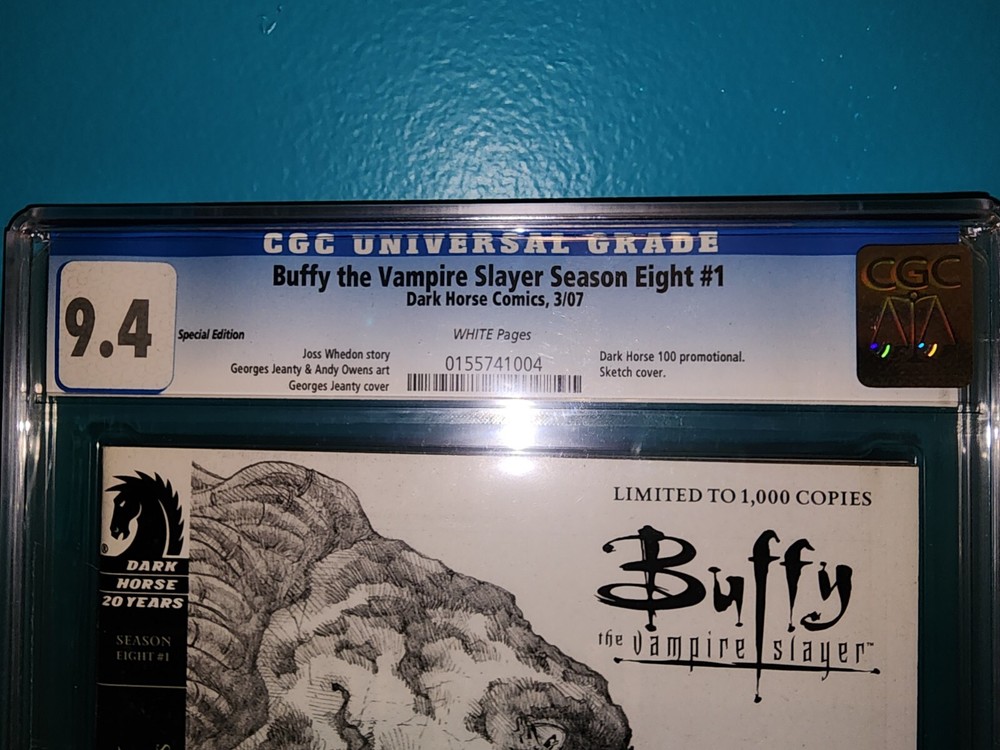 CGC UNIVERSAL GRADE
Buffy the Vampire Slayer Season Eight #1
Dark Horse Comics, 3/07
9.4
Special Edition
WHITE Pages
Joss Whedon story
Georges Jeanty & Andy Owens art
Georges Jeanty cover
0155741004
Dark Horse 100 promotional.
Sketch cover.
CGC
LIMITED TO 1,000 COPIES
Buffy
the vampire slayer™
®
DARK
HORSE
20 YEARS
SEASON
EIGHT #1